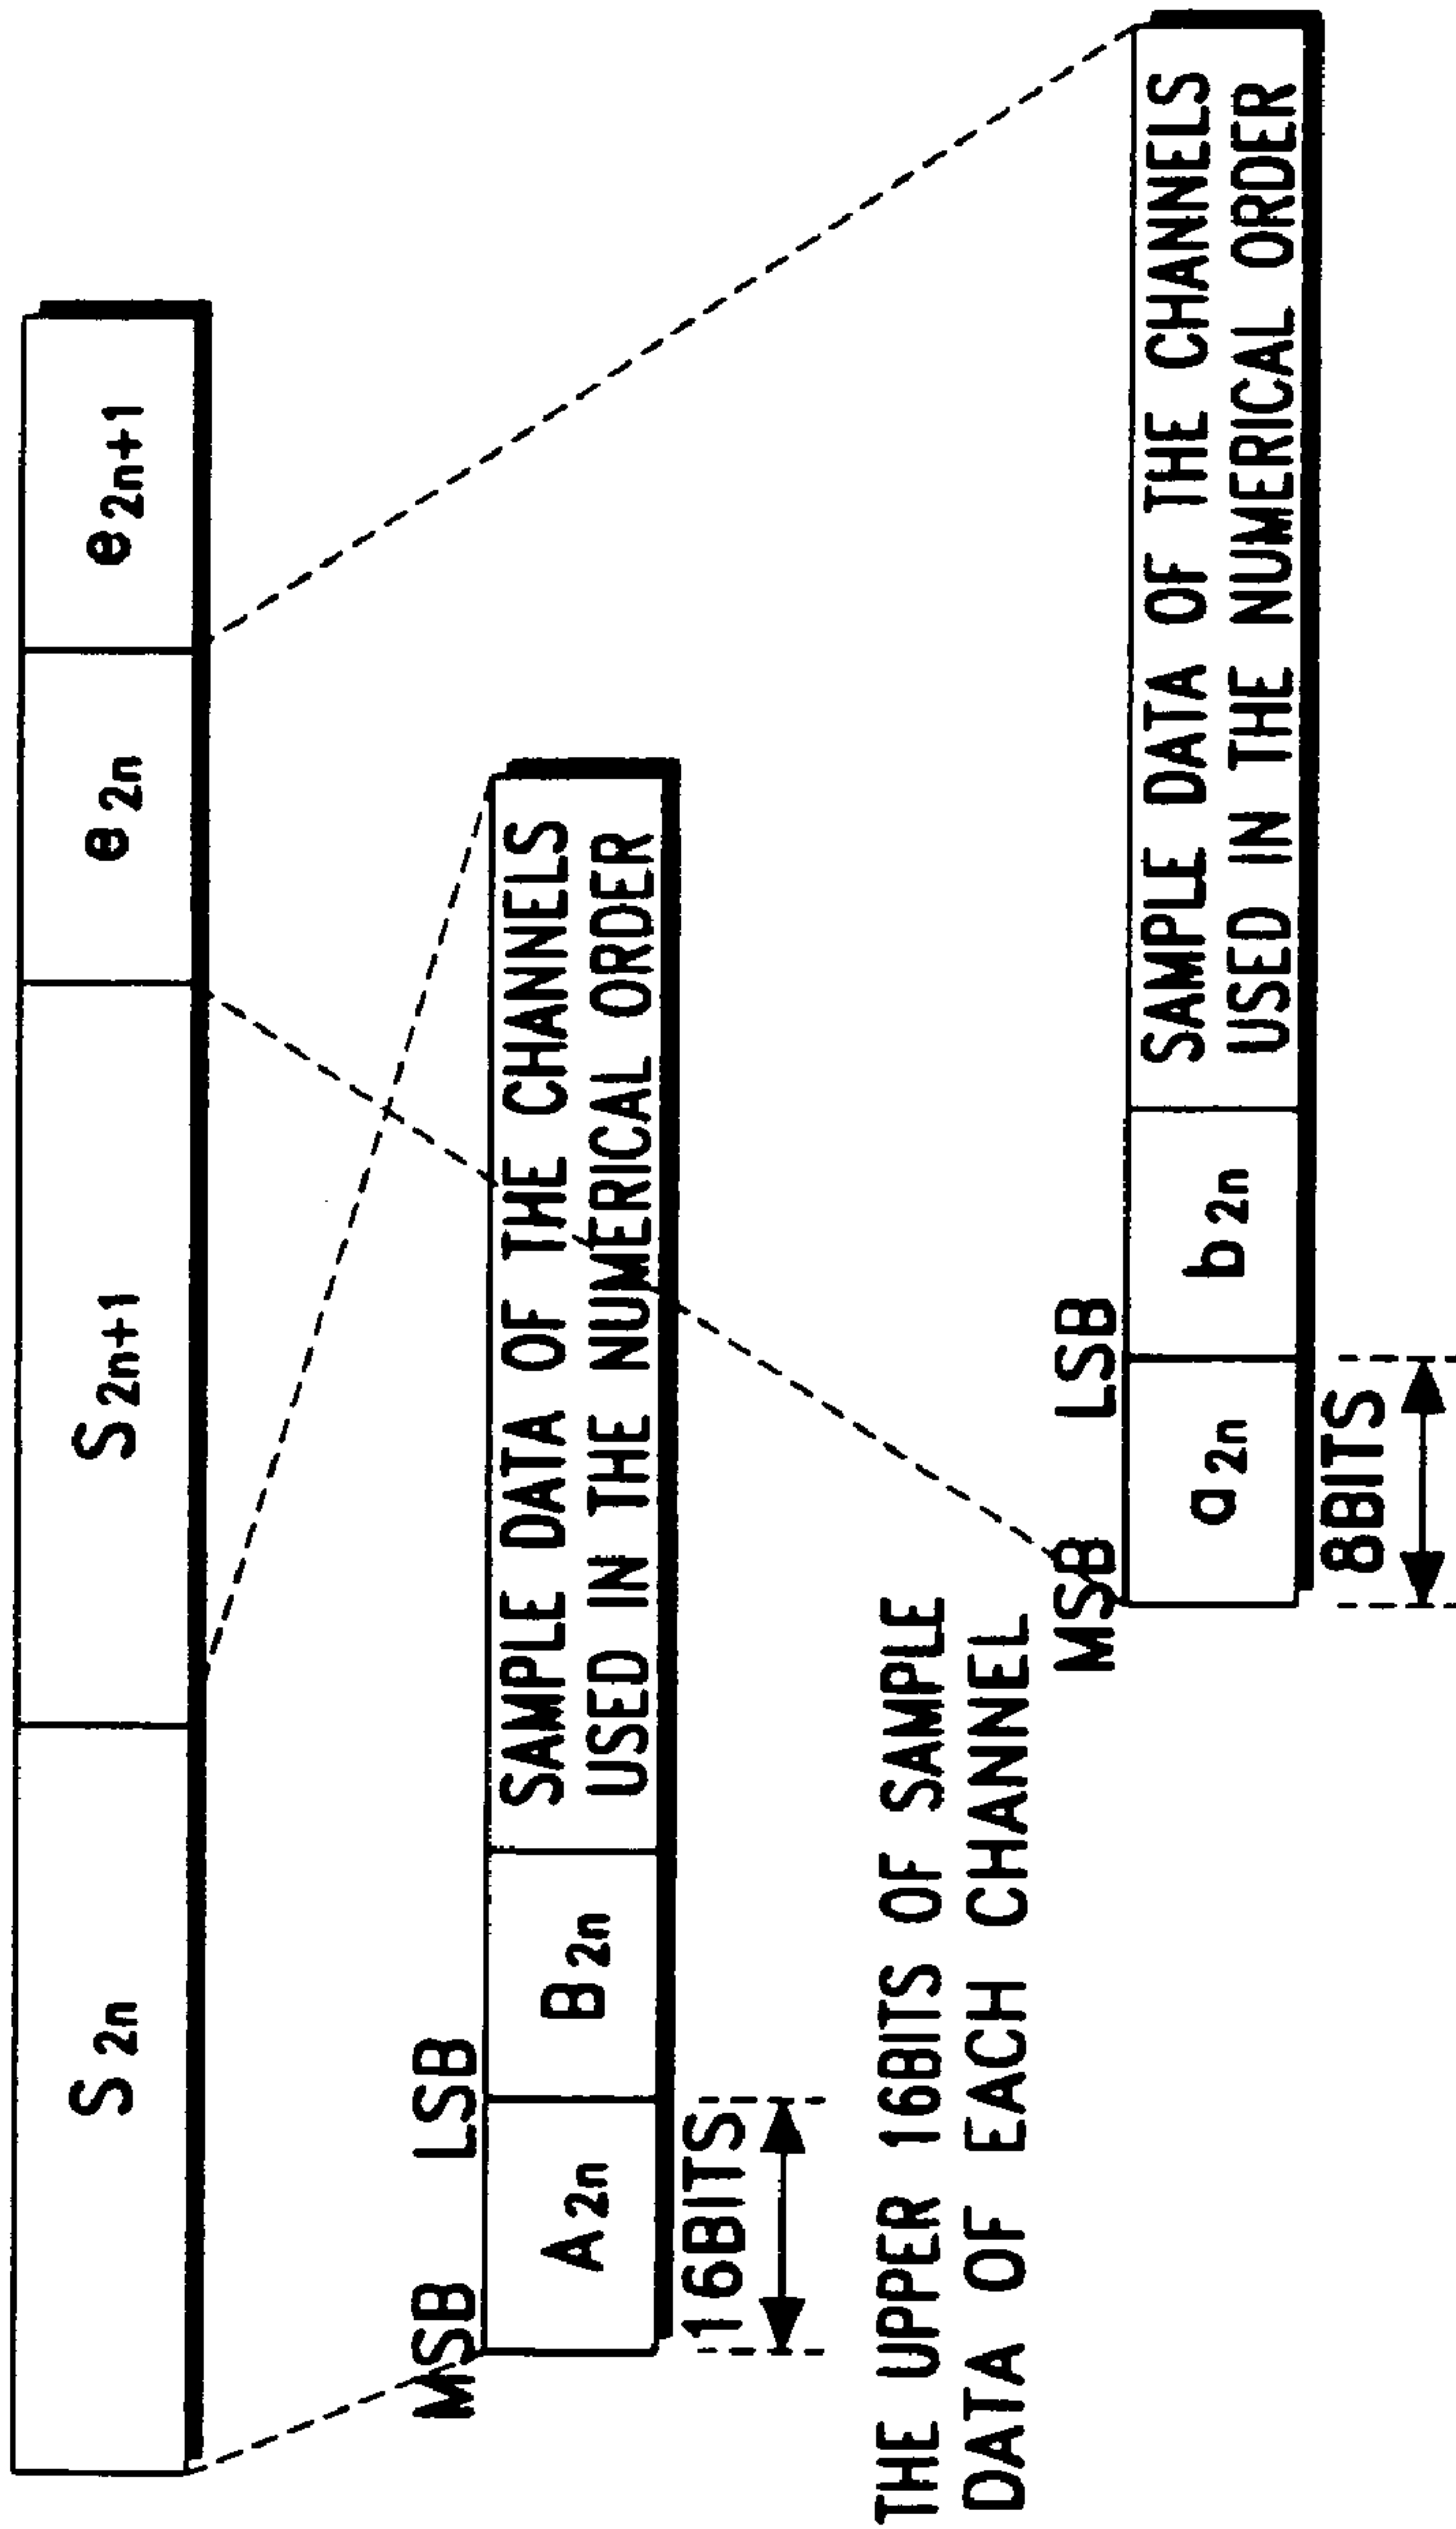 S2n S2n+1 e2n e2n+1
MSB LSB
A2n B2n SAMPLE DATA OF THE CHANNELS
USED IN THE NUMERICAL ORDER
16BITS
THE UPPER 16BITS OF SAMPLE
DATA OF EACH CHANNEL
MSB LSB
a2n b2n SAMPLE DATA OF THE CHANNELS
USED IN THE NUMERICAL ORDER
8BITS